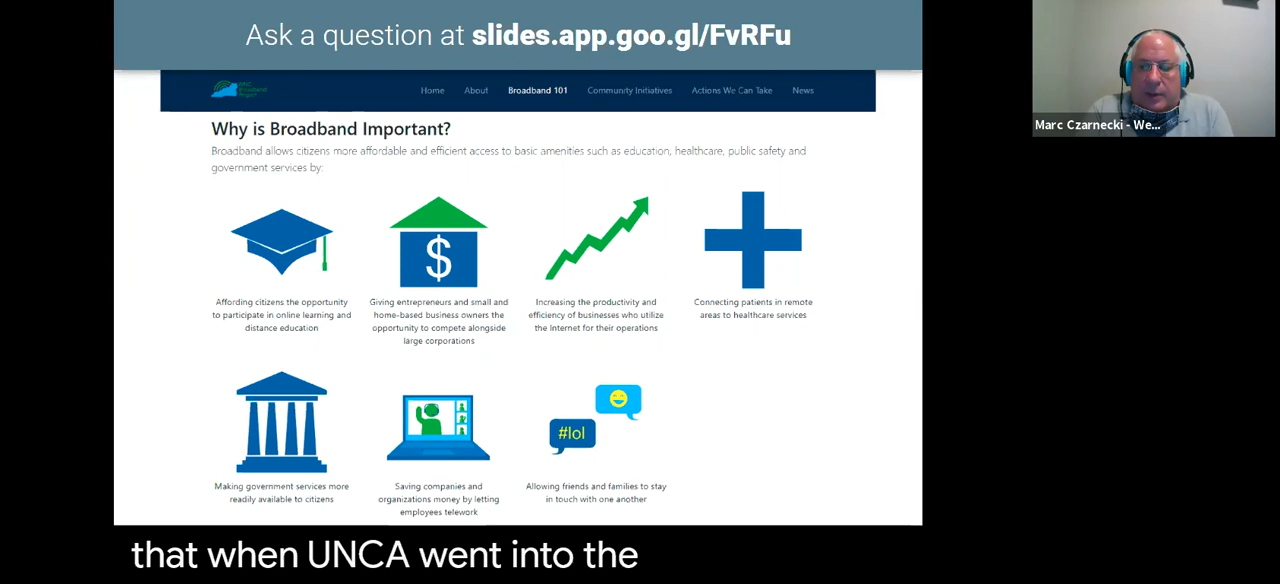 Ask a question at slides.app.goo.gl/FvRFu
Home About Broadband 101 Community Initiatives Actions We Can Take News
Marc Czarnecki - We...
Why is Broadband Important?
Broadband allows citizens more affordable and efficient access to basic amenities such as education, healthcare, public safety and
government services by:
$
Affording citizens the opportunity
to participate in online learning and
distance education
Giving entrepreneurs and small and
home-based business owners the
opportunity to compete alongside
large corporations
Increasing the productivity and
efficiency of businesses who utilize
the Internet for their operations
Connecting patients in remote
areas to healthcare services
#lol
Making government services more
readily available to citizens
Saving companies and
organizations money by letting
employees telework
Allowing friends and families to stay
in touch with one another
that when UNCA went into the